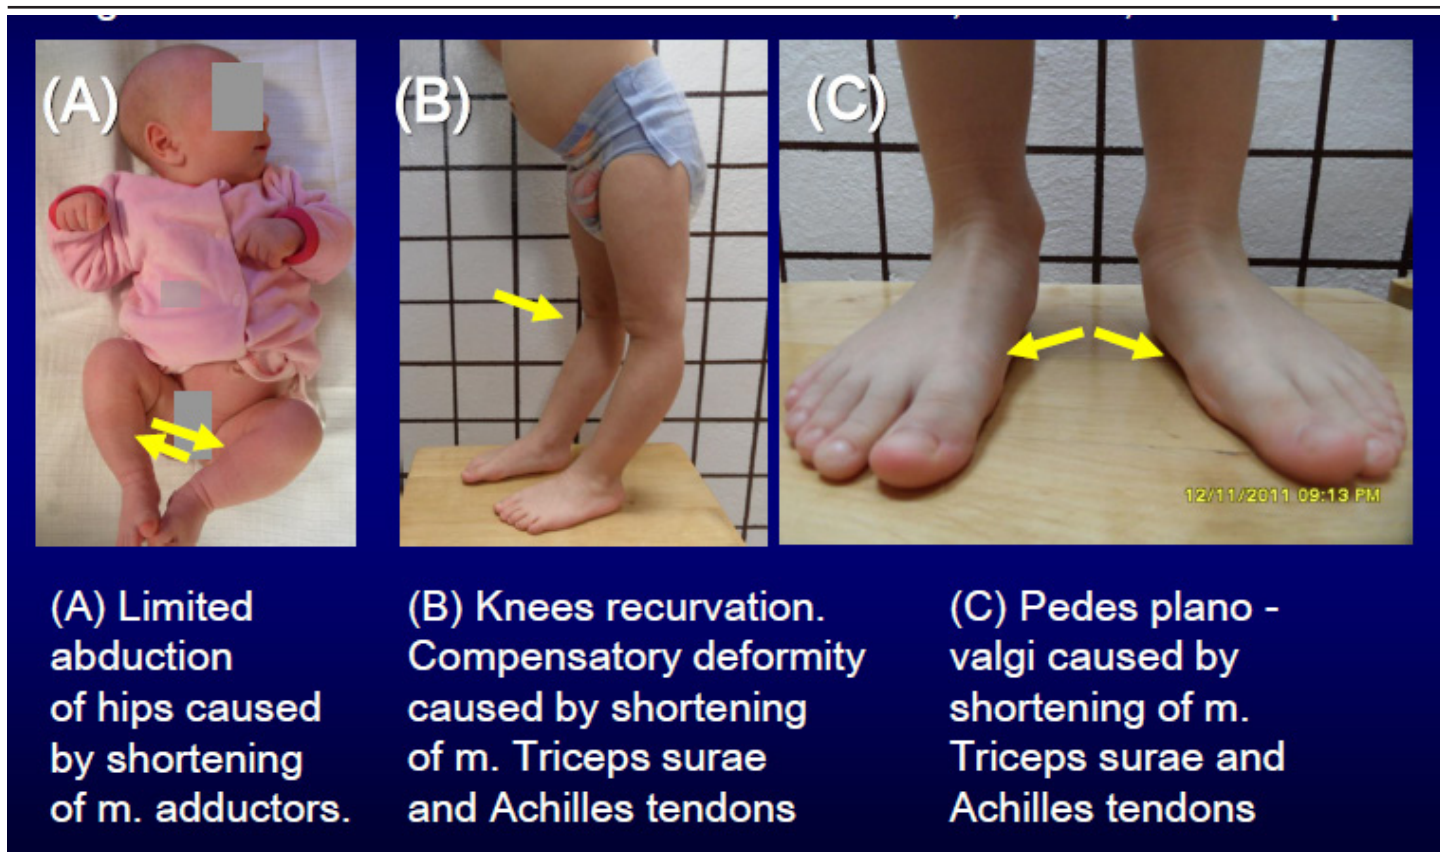 (A)
(B)
(C)
12/11/2011 09:13 PM
(A) Limited
abduction
of hips caused
by shortening
of m. adductors.
(B) Knees recurvation.
Compensatory deformity
caused by shortening
of m. Triceps surae
and Achilles tendons
(C) Pedes plano -
valgi caused by
shortening of m.
Triceps surae and
Achilles tendons